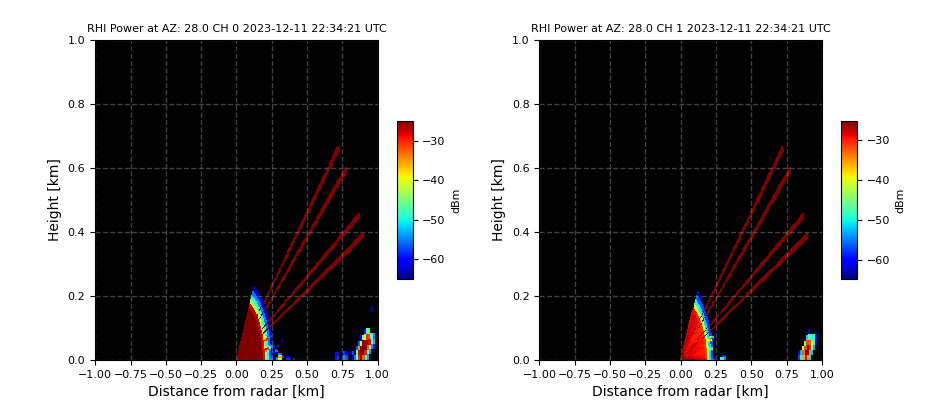 RHI Power at AZ: 28.0 CH 0 2023-12-11 22:34:21 UTC
1.0
0.8
0.6
0.4
0.2
0.0
Height [km]
−1.00 −0.75 −0.50 −0.25 0.00 0.25 0.50 0.75 1.00
Distance from radar [km]
−30
−40
−50
−60
dBm
RHI Power at AZ: 28.0 CH 1 2023-12-11 22:34:21 UTC
1.0
0.8
0.6
0.4
0.2
0.0
Height [km]
−1.00 −0.75 −0.50 −0.25 0.00 0.25 0.50 0.75 1.00
Distance from radar [km]
−30
−40
−50
−60
dBm